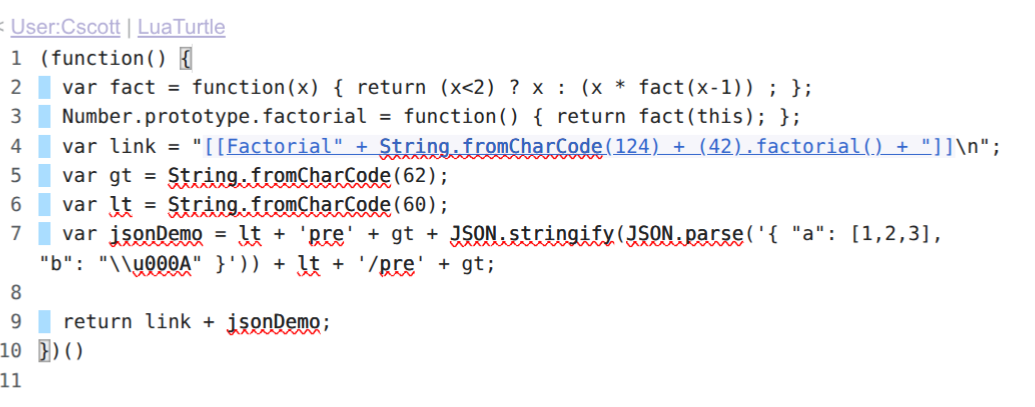 < User:Cscott | LuaTurtle
1 (function() {
2   var fact = function(x) { return (x<2) ? x : (x * fact(x-1)) ; };
3   Number.prototype.factorial = function() { return fact(this); };
4   var link = "[[Factorial" + String.fromCharCode(124) + (42).factorial() + "]]\n";
5   var gt = String.fromCharCode(62);
6   var lt = String.fromCharCode(60);
7   var jsonDemo = lt + 'pre' + gt + JSON.stringify(JSON.parse('{ "a": [1,2,3],
"b": "\\u000A" }')) + lt + '/pre' + gt;
8
9   return link + jsonDemo;
10 })()
11